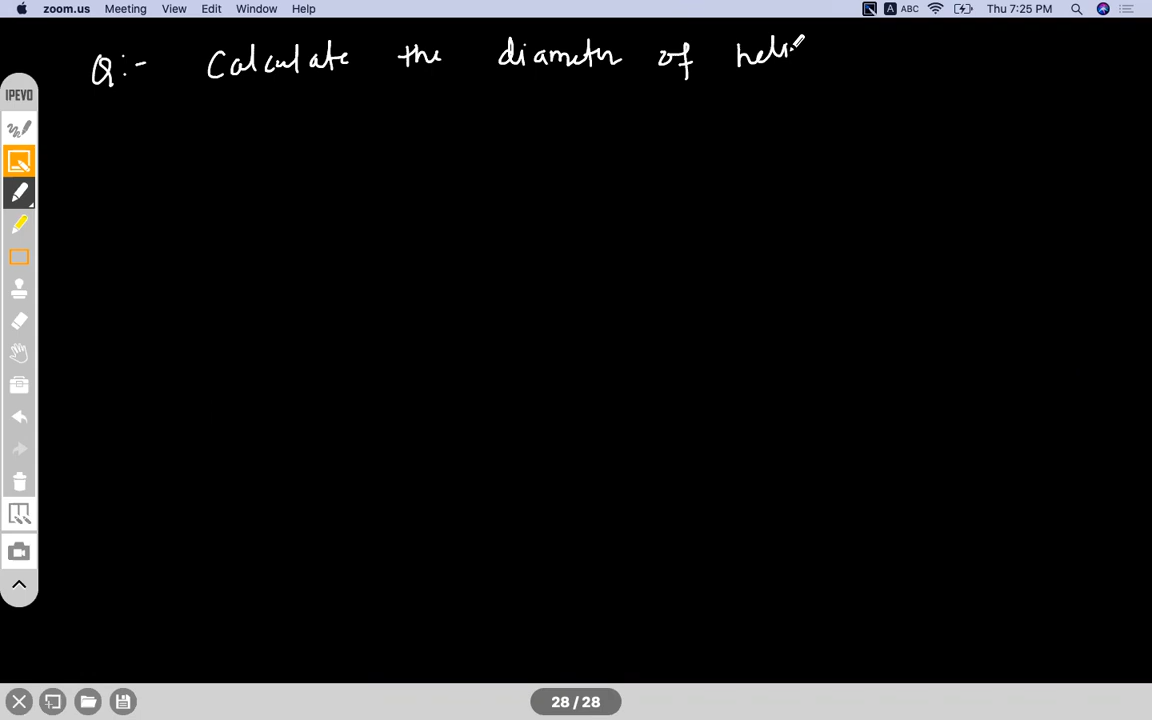 zoom.us Meeting View Edit Window Help A ABC Thu 7:25 PM
Q:- Calculate the diameter of heli
IPEVO
28 / 28